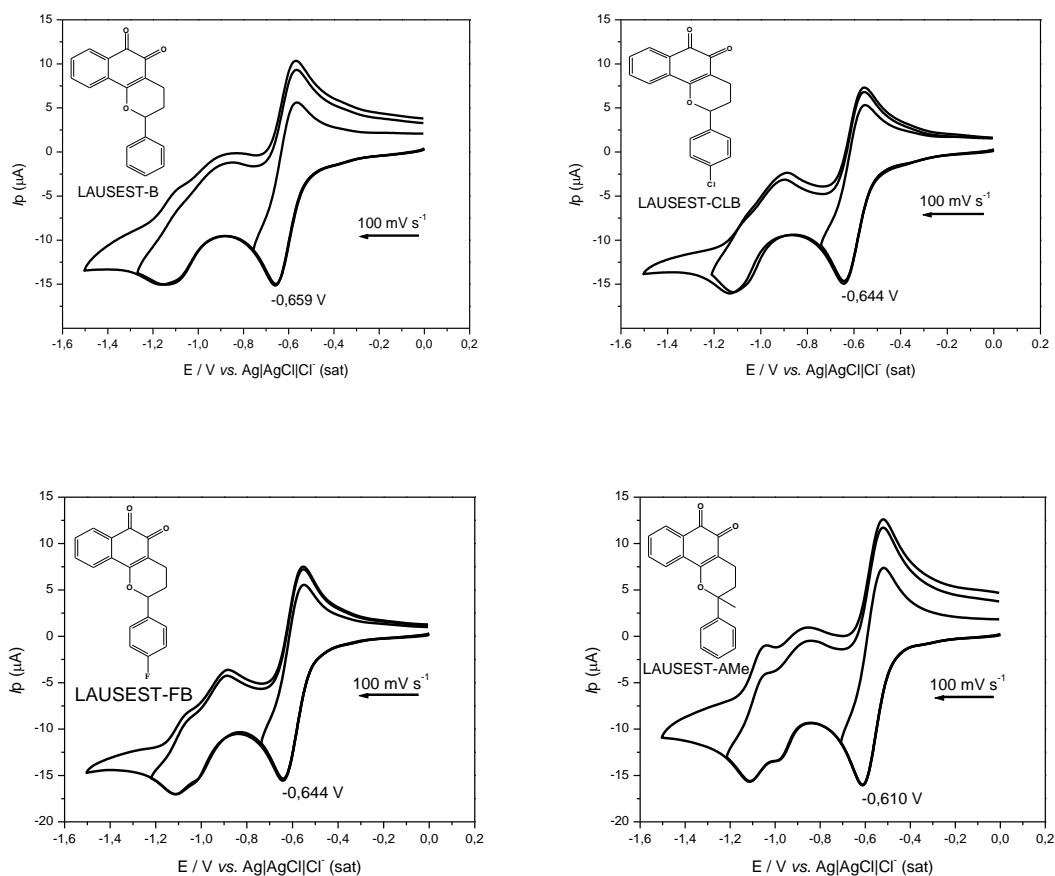 15
10
5
0
-5
-10
-15
Ip (μA)
O
O
O
LAUSEST-B
100 mV s⁻¹
-0,659 V
-1,6 -1,4 -1,2 -1,0 -0,8 -0,6 -0,4 -0,2 0,0 0,2
E / V vs. Ag|AgCl|Cl⁻ (sat)
15
10
5
0
-5
-10
-15
Ip (μA)
O
O
O
Cl
LAUSEST-CLB
100 mV s⁻¹
-0,644 V
-1.6 -1.4 -1.2 -1.0 -0.8 -0.6 -0.4 -0.2 0.0 0.2
E / V vs. Ag|AgCl|Cl⁻ (sat)
15
10
5
0
-5
-10
-15
-20
Ip (μA)
O
O
O
F
LAUSEST-FB
100 mV s⁻¹
-0,644 V
-1,6 -1,4 -1,2 -1,0 -0,8 -0,6 -0,4 -0,2 0,0 0,2
E / V vs. Ag|AgCl|Cl⁻ (sat)
15
10
5
0
-5
-10
-15
-20
Ip (μA)
O
O
O
LAUSEST-AMe
100 mV s⁻¹
-0,610 V
-1,6 -1,4 -1,2 -1,0 -0,8 -0,6 -0,4 -0,2 0,0 0,2
E / V vs. Ag|AgCl|Cl⁻ (sat)